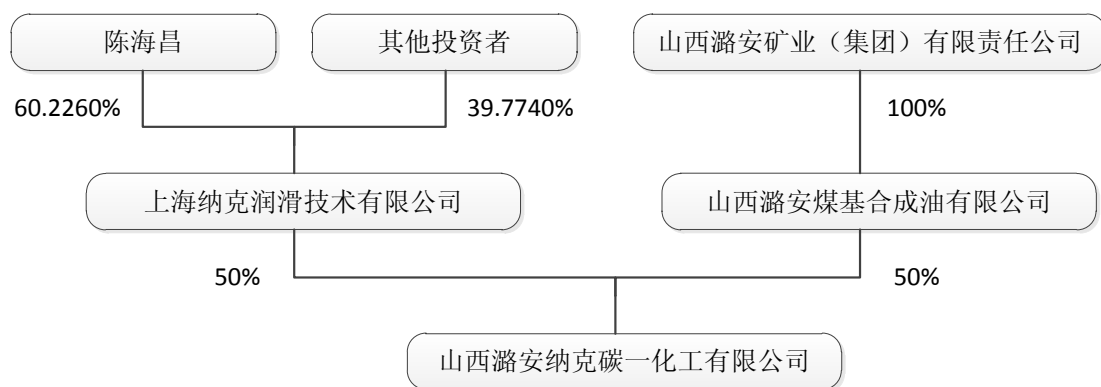 陈海昌
其他投资者
山西潞安矿业（集团）有限责任公司
60.2260%
39.7740%
100%
上海纳克润滑技术有限公司
山西潞安煤基合成油有限公司
50%
50%
山西潞安纳克碳一化工有限公司